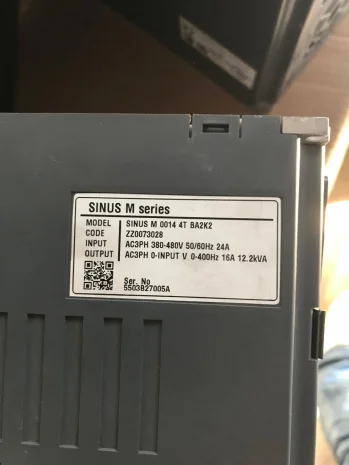 SINUS M series
MODEL SINUS M 0014 4T BA2K2
CODE ZZ0073028
INPUT AC3PH 380-480V 50/60Hz 24A
OUTPUT AC3PH 0-INPUT V 0-400Hz 16A 12.2kVA
Ser. No
5503B27005A